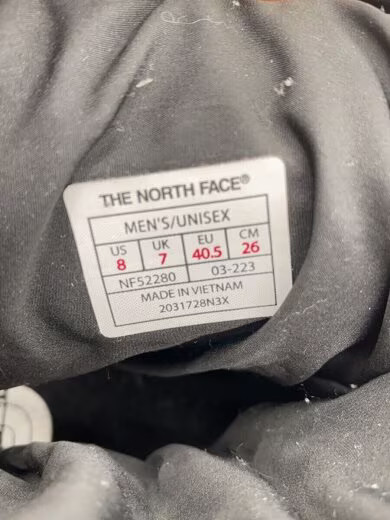 THE NORTH FACE®
MEN'S/UNISEX
US UK EU CM
8 7 40.5 26
NF52280 03-223
MADE IN VIETNAM
2031728N3X